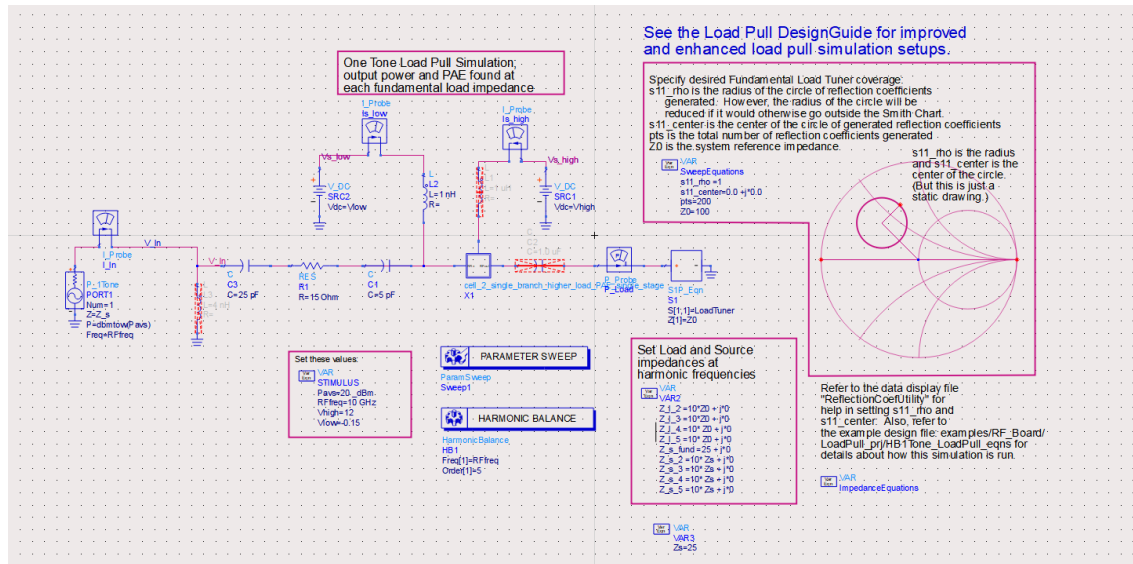 See the Load Pull DesignGuide for improved
and enhanced load pull simulation setups.
One Tone Load Pull Simulation;
output power and PAE found at
each fundamental load impedance
Specify desired Fundamental Load Tuner coverage:
s11_rho is the radius of the circle of reflection coefficients
generated. However, the radius of the circle will be
reduced if it would otherwise go outside the Smith Chart.
s11_center is the center of the circle of generated reflection coefficients
pts is the total number of reflection coefficients generated
Z0 is the system reference impedance.
VAR
SweepEquations
s11_rho =1
s11_center=0.0 +j*0.0
pts=200
Z0=100
s11_rho is the radius
and s11_center is the
center of the circle.
(But this is just a
static drawing.)
I_Probe
Is_low
I_Probe
Is_high
Vs_low
Vs_high
V_DC
SRC2
Vdc=Vlow
L
L2
L=1 nH
R=
V_DC
SRC1
Vdc=Vhigh
I_Probe
I_In
V_In
P_1Tone
PORT1
Num=1
Z=Z_s
P=dbmtow(Pavs)
Freq=RFfreq
C
C3
C=25 pF
RES
R1
R=15 Ohm
C
C1
C=5 pF
X1
P_Probe
P_Load
S1P_Eqn
S1
S[1,1]=LoadTuner
Z[1]=Z0
Set these values:
VAR
STIMULUS
Pavs=20 _dBm
RFfreq=10 GHz
Vhigh=12
Vlow=-0.15
PARAMETER SWEEP
ParamSweep
Sweep1
HARMONIC BALANCE
HarmonicBalance
HB1
Freq[1]=RFfreq
Order[1]=5
Set Load and Source
impedances at
harmonic frequencies
VAR
VAR2
Z_l_2 =10*Z0 + j*0
Z_l_3 =10*Z0 + j*0
Z_l_4 =10* Z0 + j*0
Z_l_5 =10* Z0 + j*0
Z_s_fund =25 + j*0
Z_s_2 =10* Zs + j*0
Z_s_3 =10* Zs + j*0
Z_s_4 =10* Zs + j*0
Z_s_5 =10* Zs + j*0
VAR
VAR3
Zs=25
Refer to the data display file
"ReflectionCoefUtility" for
help in setting s11_rho and
s11_center. Also, refer to
the example design file: examples/RF_Board/
LoadPull_prj/HB1Tone_LoadPull_eqns for
details about how this simulation is run.
VAR
ImpedanceEquations